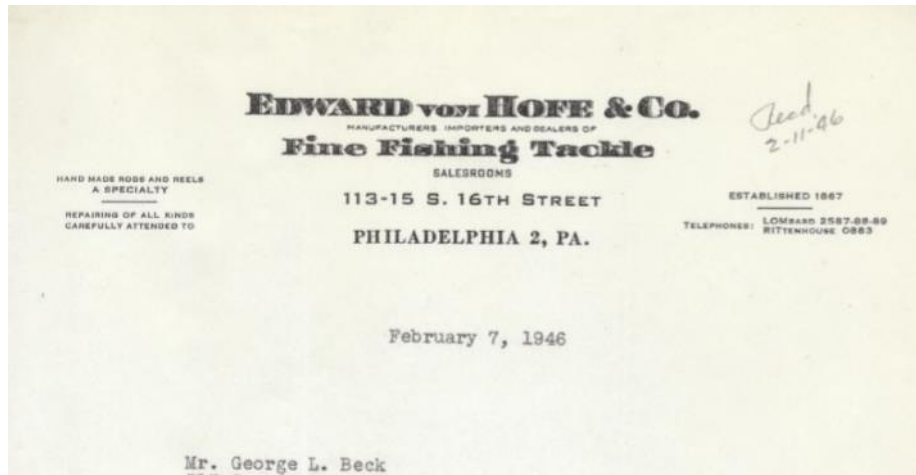 EDWARD VOM HOFE & CO.
MANUFACTURERS IMPORTERS AND DEALERS OF
Fine Fishing Tackle
SALESROOMS
113-15 S. 16TH STREET
PHILADELPHIA 2, PA.
HAND MADE RODS AND REELS
A SPECIALTY
REPAIRING OF ALL KINDS
CAREFULLY ATTENDED TO
2-11-'46
ESTABLISHED 1867
TELEPHONES: LOMBARD 2587-88-89
RITTENHOUSE 0883
February 7, 1946
Mr. George L. Beck